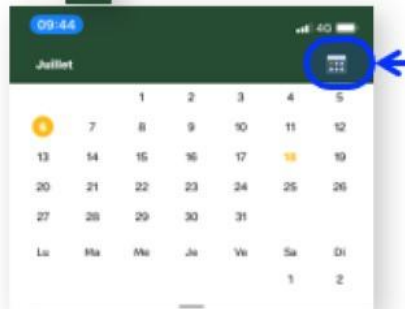 09:44 4G
Juillet
1 2 3 4 5
6 7 8 9 10 11 12
13 14 15 16 17 18 19
20 21 22 23 24 25 26
27 28 29 30 31
Lu Ma Me Je Ve Sa Di
1 2